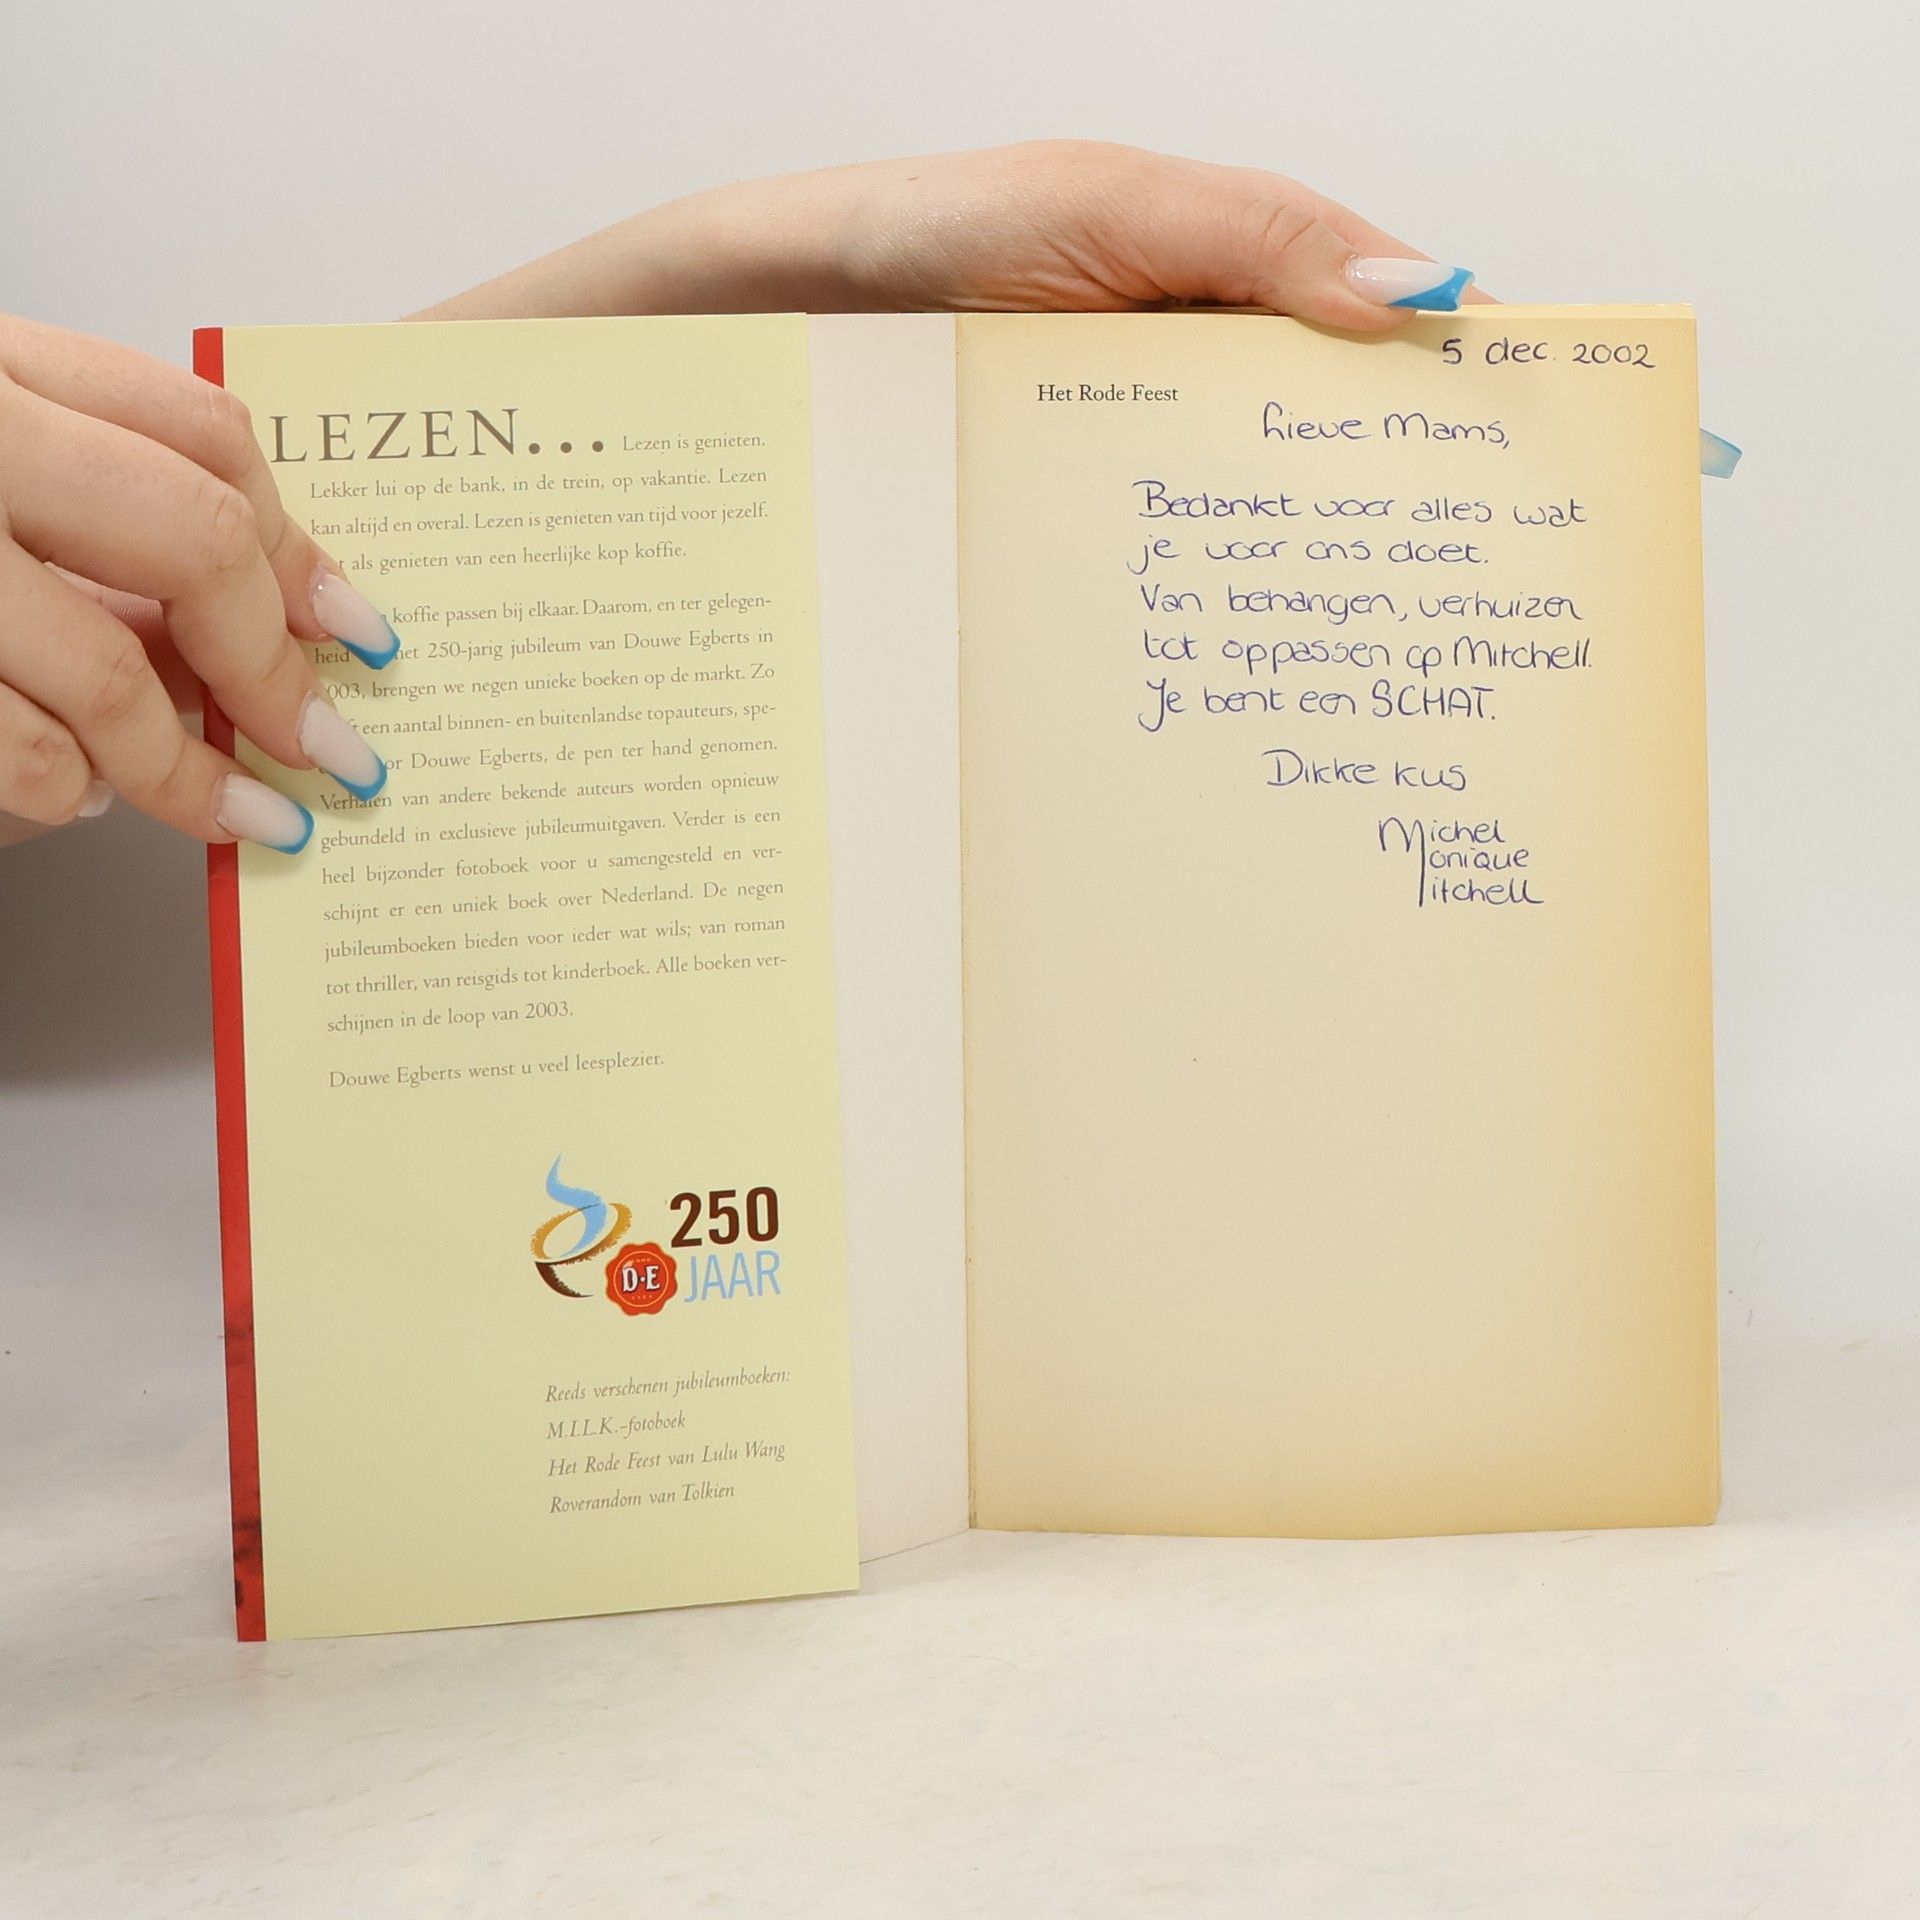 LEZEN... Lezen is genieten.
Lekker lui op de bank, in de trein, op vakantie. Lezen
kan altijd en overal. Lezen is genieten van tijd voor jezelf.
als genieten van een heerlijke kop koffie.
koffie passen bij elkaar. Daarom, en ter gelegen-
heid het 250-jarig jubileum van Douwe Egberts in
2003, brengen we negen unieke boeken op de markt. Zo
een aantal binnen- en buitenlandse topauteurs, spe-
Douwe Egberts, de pen ter hand genomen.
Verhalen van andere bekende auteurs worden opnieuw
gebundeld in exclusieve jubileumuitgaven. Verder is een
heel bijzonder fotoboek voor u samengesteld en ver-
schijnt er een uniek boek over Nederland. De negen
jubileumboeken bieden voor ieder wat wils; van roman
tot thriller, van reisgids tot kinderboek. Alle boeken ver-
schijnen in de loop van 2003.
Douwe Egberts wenst u veel leesplezier.
250
D·E JAAR
Reeds verschenen jubileumboeken:
M.I.L.K.-fotoboek
Het Rode Feest van Lulu Wang
Roverandom van Tolkien
5 dec. 2002
Het Rode Feest
Lieve Mams,
Bedankt voor alles wat
je voor ons doet.
Van behangen, verhuizen
tot oppassen op Mitchell.
Je bent een SCHAT.
Dikke kus
Michel
Monique
Mitchell